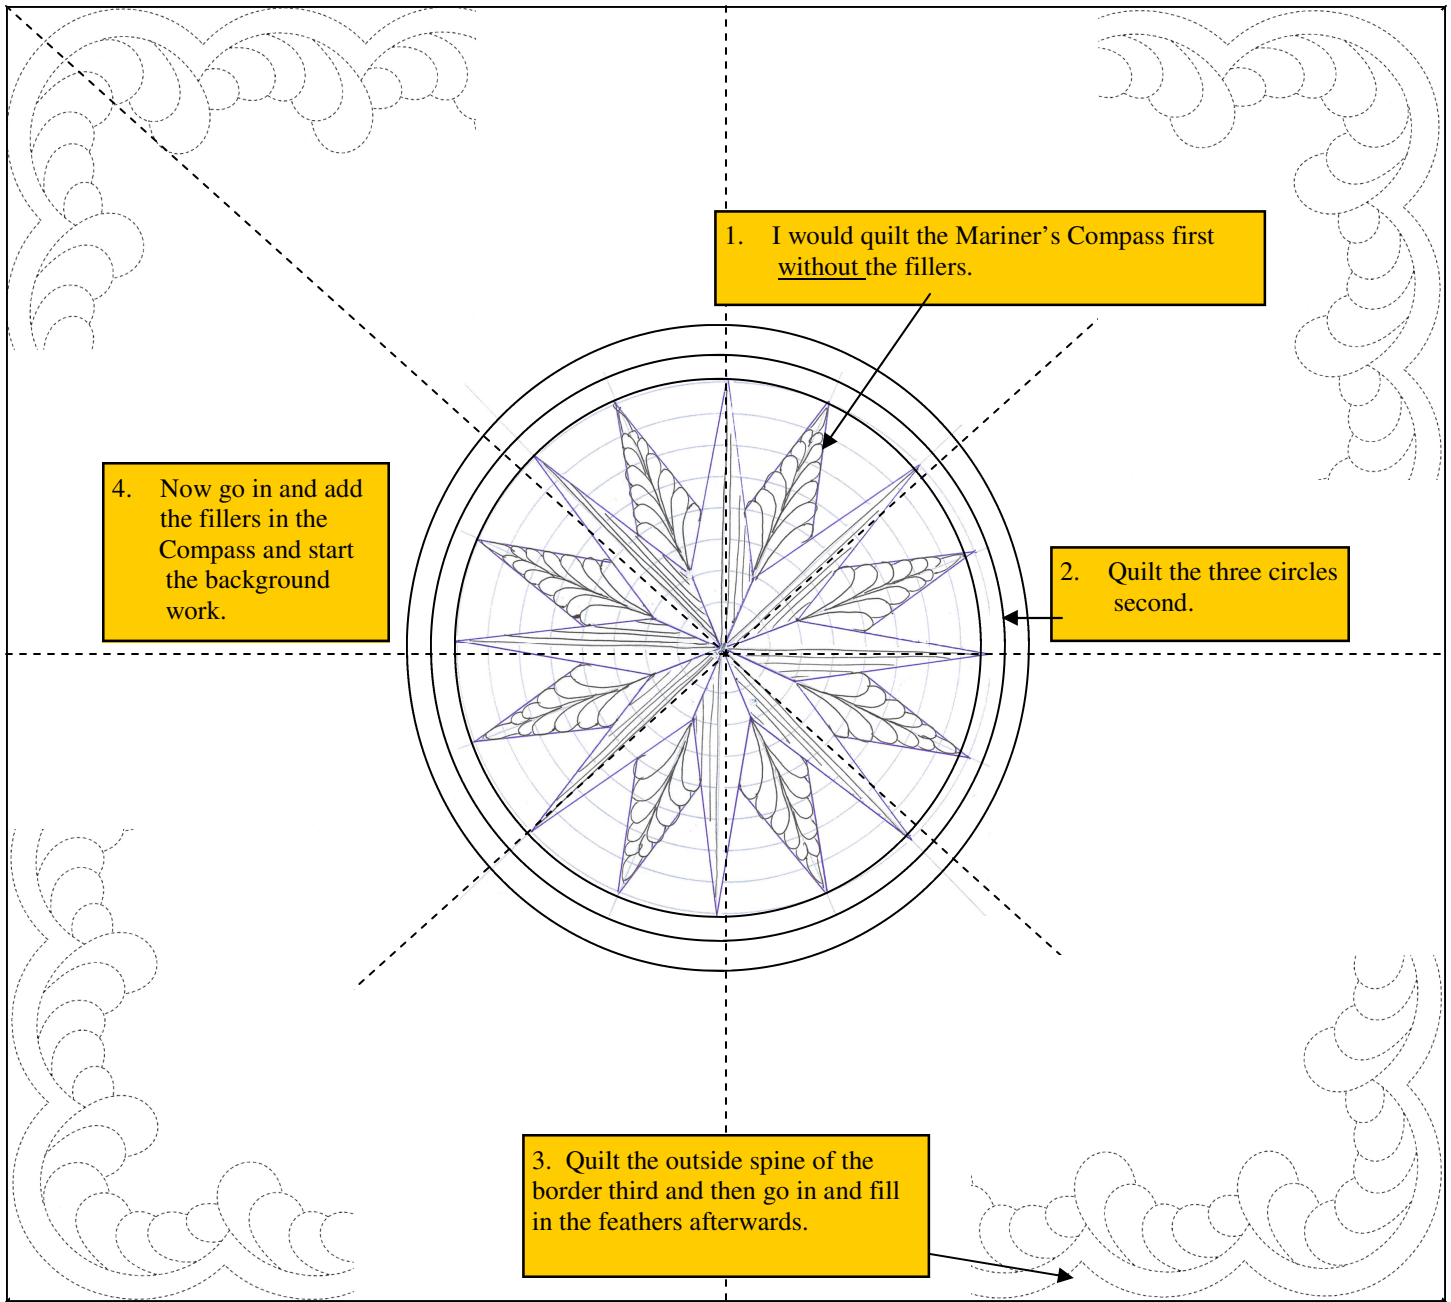 1. I would quilt the Mariner’s Compass first
without the fillers.
2. Quilt the three circles
second.
3. Quilt the outside spine of the
border third and then go in and fill
in the feathers afterwards.
4. Now go in and add
the fillers in the
Compass and start
the background
work.